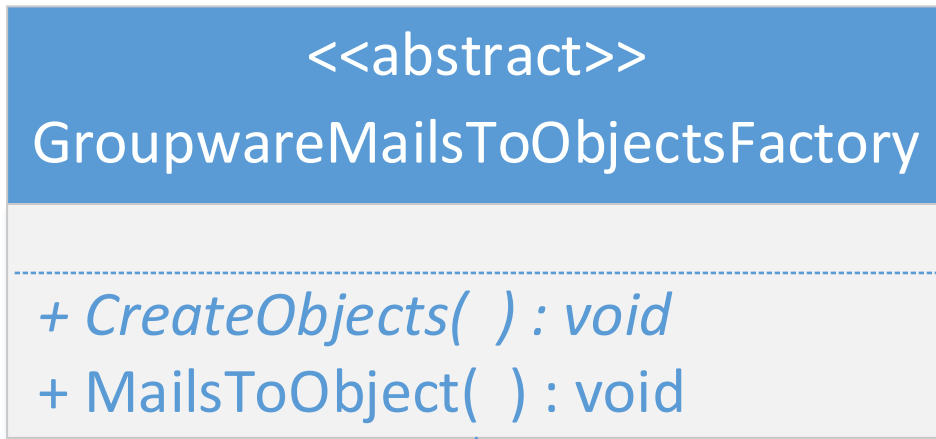 <<abstract>>
GroupwareMailsToObjectsFactory
+ CreateObjects(  ) : void
+ MailsToObject(  ) : void